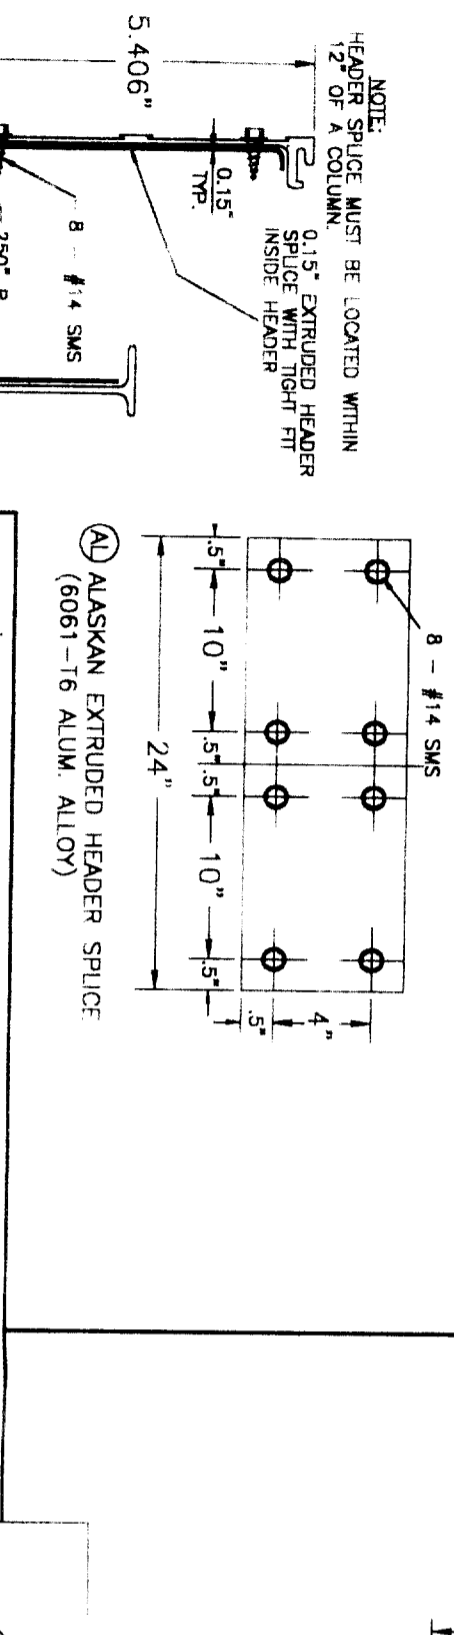 NOTE:
HEADER SPLICE MUST BE LOCATED WITHIN
12" OF A COLUMN.
5.406"
0.15"
TYP.
0.15" EXTRUDED HEADER
SPLICE WITH TIGHT FIT
INSIDE HEADER
8 - #14 SMS
.250" R
8 - #14 SMS
.5"
10"
.5"
.5"
10"
.5"
24"
4"
.5"
AL ALASKAN EXTRUDED HEADER SPLICE
(6061-T6 ALUM. ALLOY)